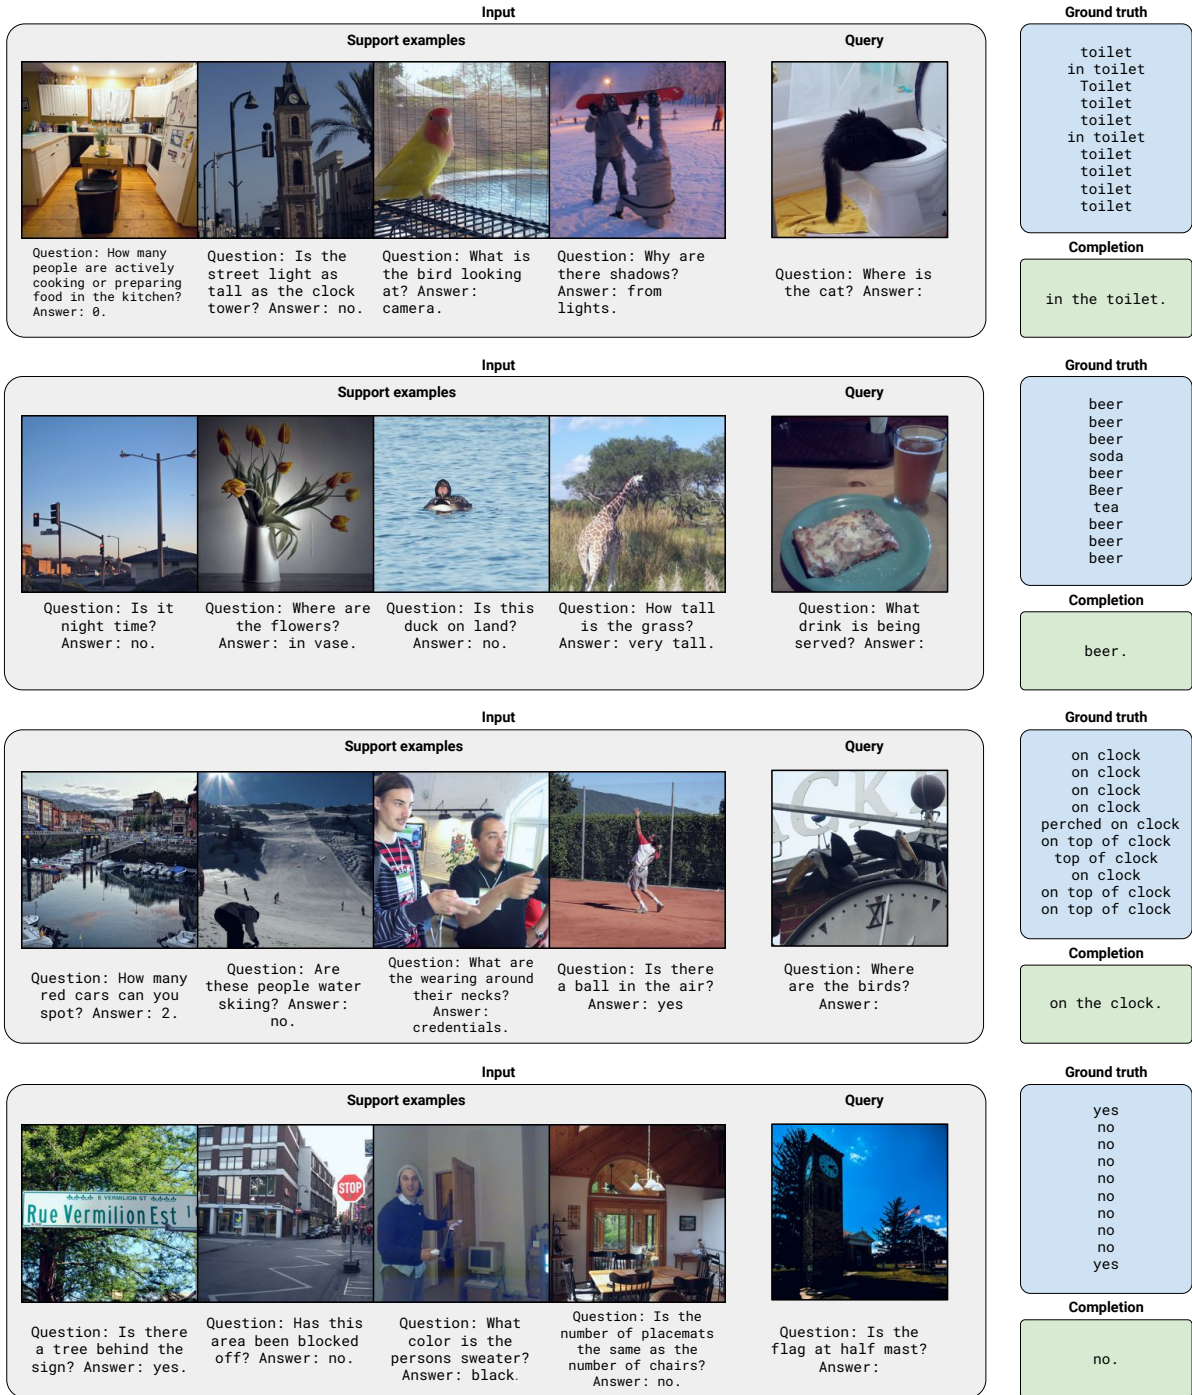 Input
Ground truth
Support examples
Query
Question: How many
people are actively
cooking or preparing
food in the kitchen?
Answer: 0.
Question: Is the
street light as
tall as the clock
tower? Answer: no.
Question: What is
the bird looking
at? Answer:
camera.
Question: Why are
there shadows?
Answer: from
lights.
Question: Where is
the cat? Answer:
toilet
in toilet
Toilet
toilet
toilet
in toilet
toilet
toilet
toilet
toilet
Completion
in the toilet.
Input
Ground truth
Support examples
Query
Question: Is it
night time?
Answer: no.
Question: Where are
the flowers?
Answer: in vase.
Question: Is this
duck on land?
Answer: no.
Question: How tall
is the grass?
Answer: very tall.
Question: What
drink is being
served? Answer:
beer
beer
beer
soda
beer
Beer
tea
beer
beer
beer
Completion
beer.
Input
Ground truth
Support examples
Query
ACK
XII
Question: How many
red cars can you
spot? Answer: 2.
Question: Are
these people water
skiing? Answer:
no.
Question: What are
the wearing around
their necks?
Answer:
credentials.
Question: Is there
a ball in the air?
Answer: yes
Question: Where
are the birds?
Answer:
on clock
on clock
on clock
on clock
perched on clock
on top of clock
top of clock
on clock
on top of clock
on top of clock
Completion
on the clock.
Input
Ground truth
Support examples
Query
E VERMILION ST
Rue Vermilion Est
STOP
Question: Is there
a tree behind the
sign? Answer: yes.
Question: Has this
area been blocked
off? Answer: no.
Question: What
color is the
persons sweater?
Answer: black.
Question: Is the
number of placemats
the same as the
number of chairs?
Answer: no.
Question: Is the
flag at half mast?
Answer:
yes
no
no
no
no
no
no
no
no
yes
Completion
no.